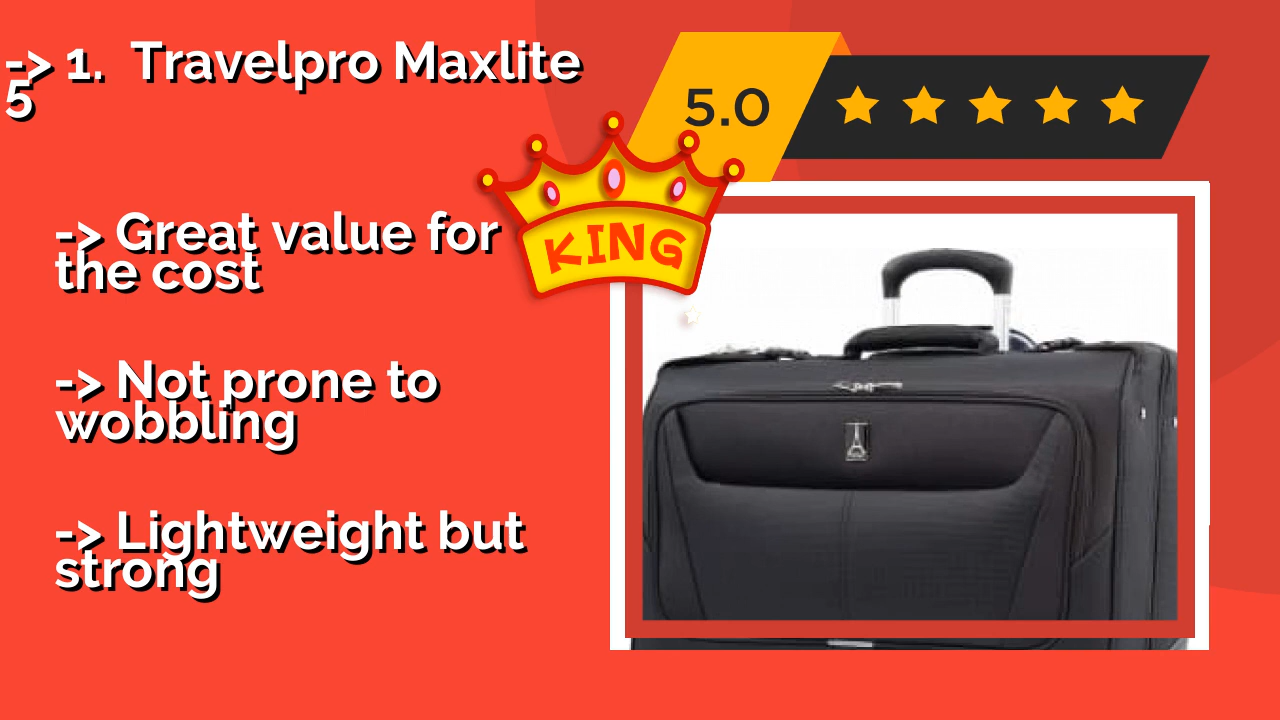 -> 1.  Travelpro Maxlite
5
5.0
KING
-> Great value for
the cost
-> Not prone to
wobbling
-> Lightweight but
strong